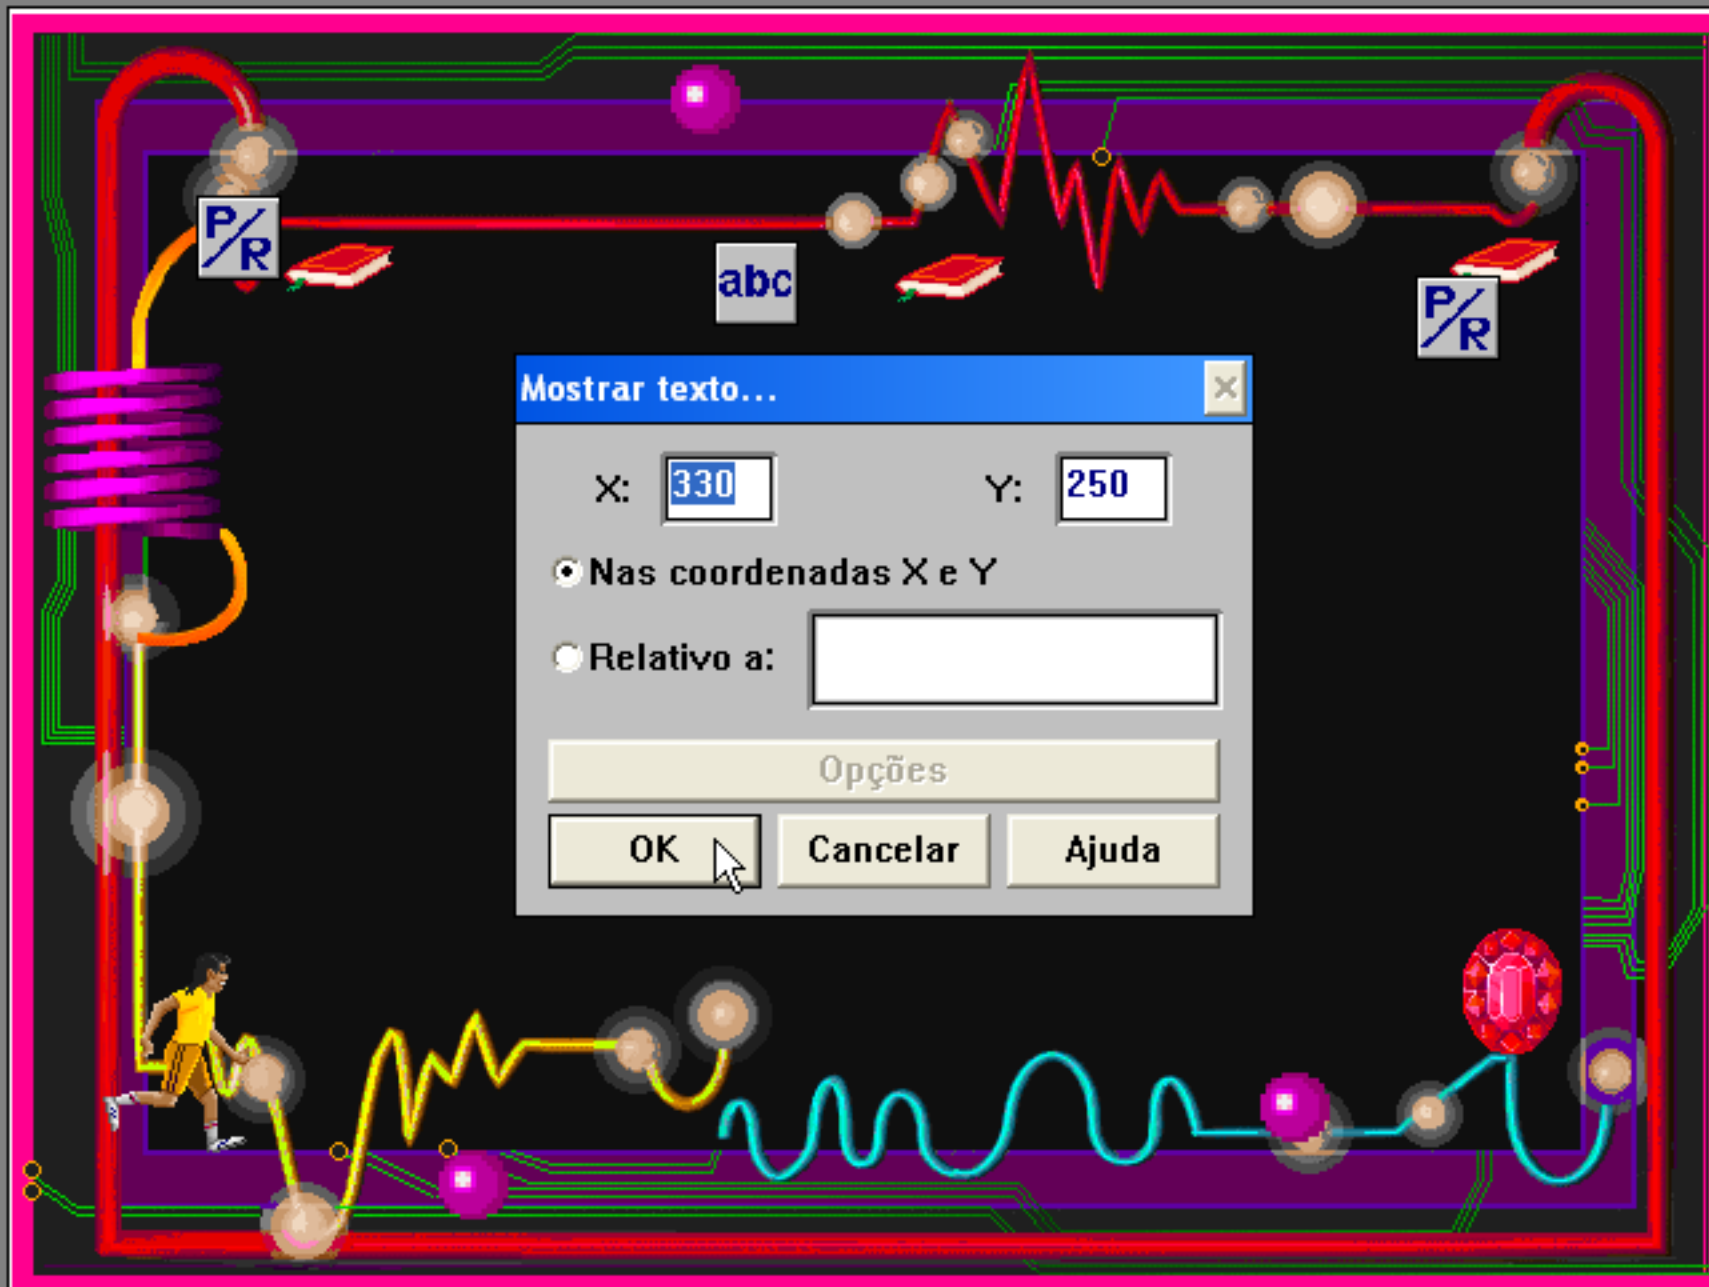 P/R
abc
P/R
Mostrar texto...
X: 330 Y: 250
Nas coordenadas X e Y
Relativo a:
Opções
OK Cancelar Ajuda